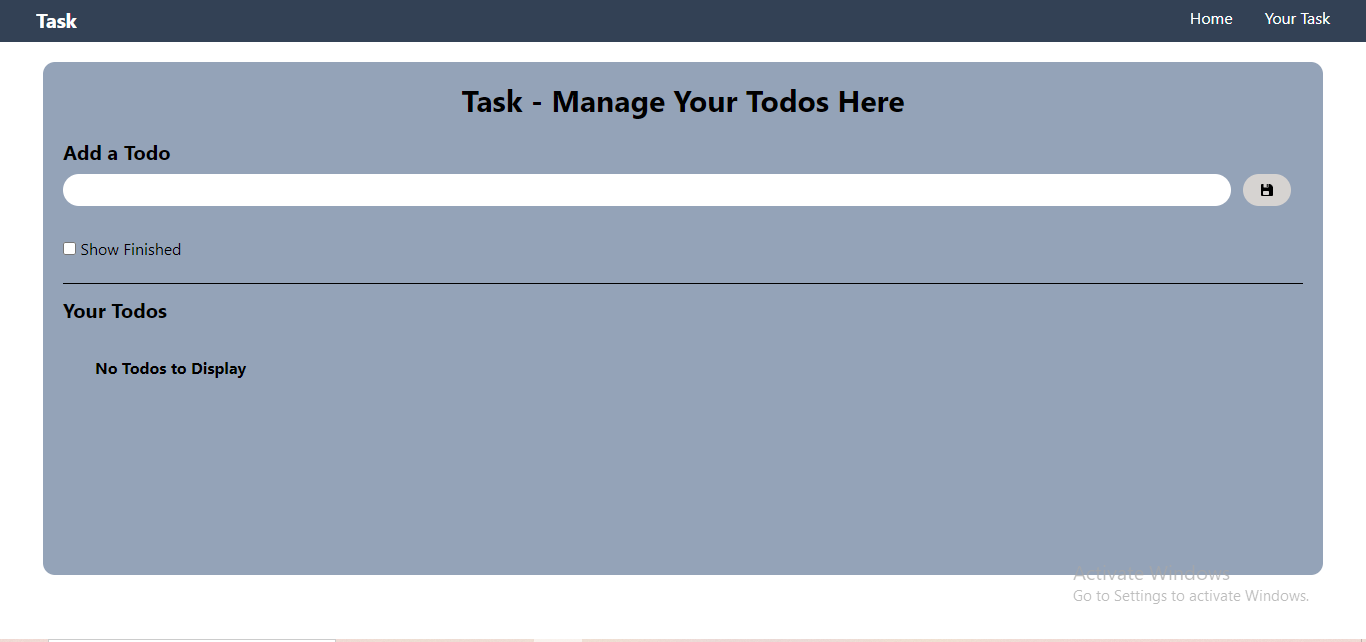 Task
Home
Your Task
Task - Manage Your Todos Here
Add a Todo
Show Finished
Your Todos
No Todos to Display
Activate Windows
Go to Settings to activate Windows.